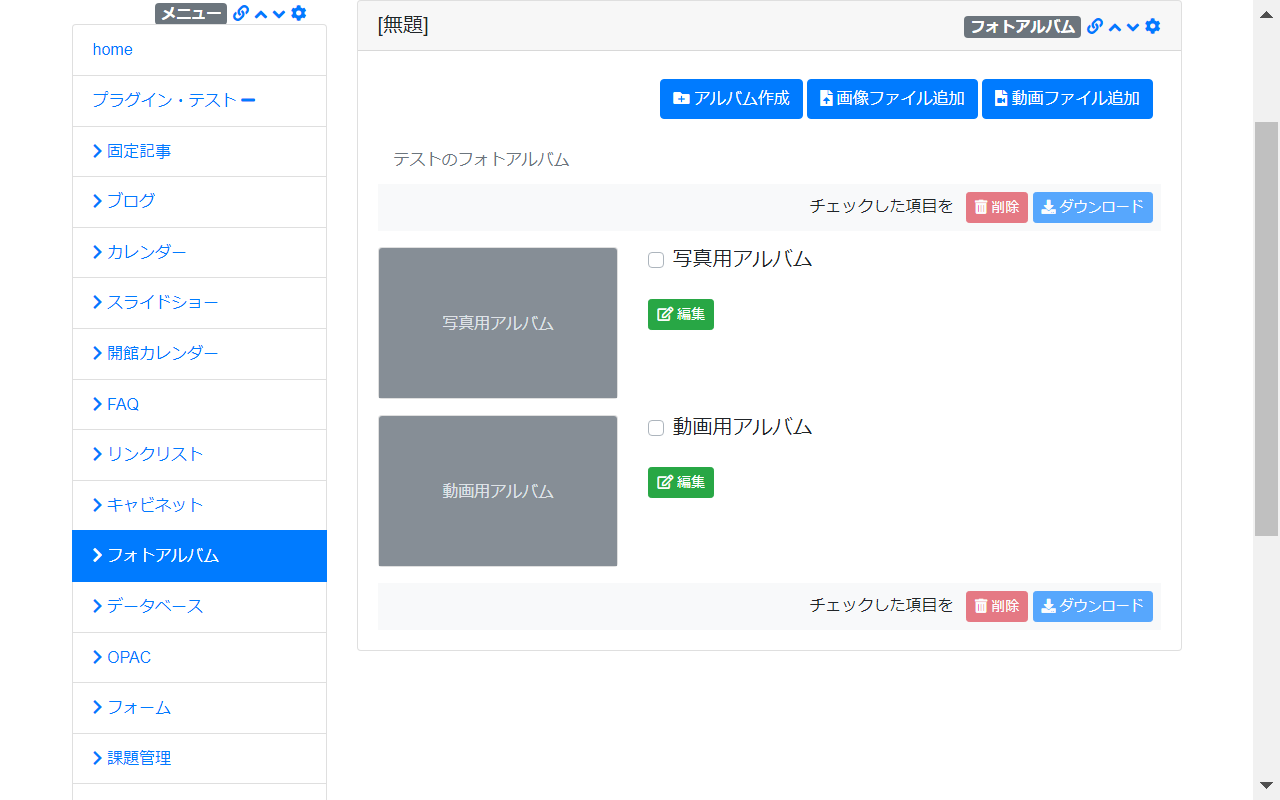 メニュー
home
プラグイン・テスト
固定記事
ブログ
カレンダー
スライドショー
開館カレンダー
FAQ
リンクリスト
キャビネット
フォトアルバム
データベース
OPAC
フォーム
課題管理
[無題]
フォトアルバム
アルバム作成 画像ファイル追加 動画ファイル追加
テストのフォトアルバム
チェックした項目を 削除 ダウンロード
写真用アルバム
写真用アルバム
編集
動画用アルバム
動画用アルバム
編集
チェックした項目を 削除 ダウンロード